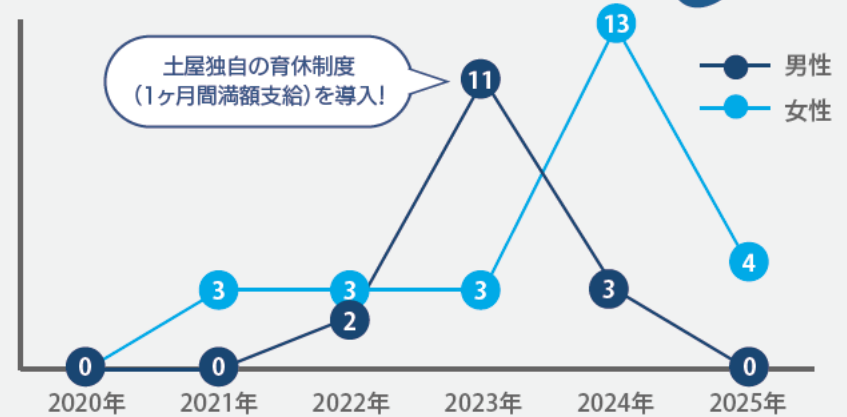 13
土屋独自の育休制度
（1ヶ月間満額支給）を導入！
11
男性
女性
3
3
3
4
2
3
0
0
0
2020年
2021年
2022年
2023年
2024年
2025年